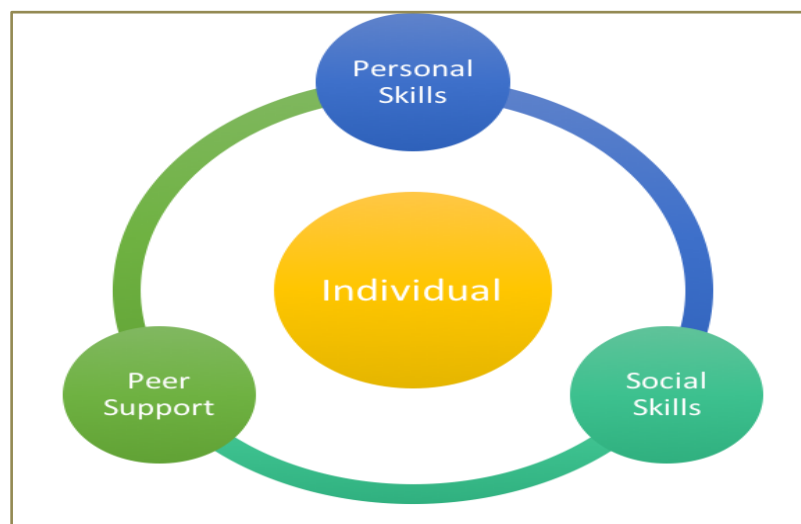 Personal
Skills
Individual
Peer
Support
Social
Skills